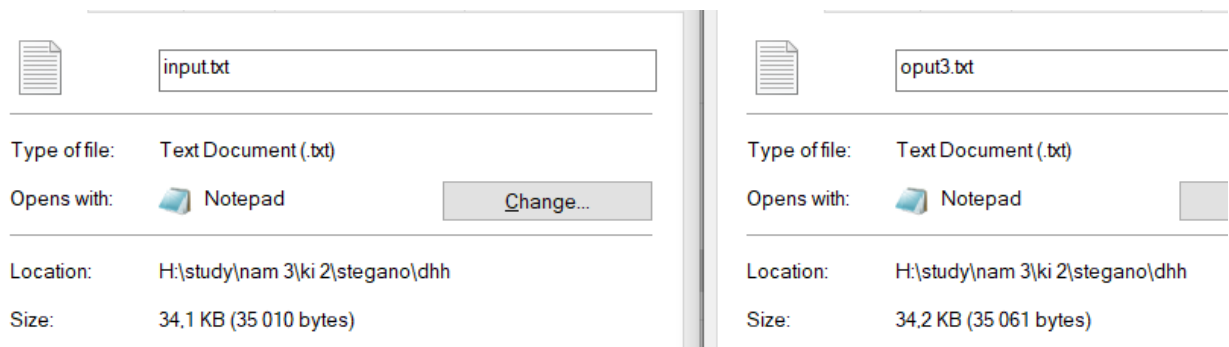 input.txt
Type of file: Text Document (.txt)
Opens with: Notepad Change...
Location: H:\study\nam 3\ki 2\stegano\dhh
Size: 34,1 KB (35 010 bytes)
oput3.txt
Type of file: Text Document (.txt)
Opens with: Notepad
Location: H:\study\nam 3\ki 2\stegano\dhh
Size: 34,2 KB (35 061 bytes)